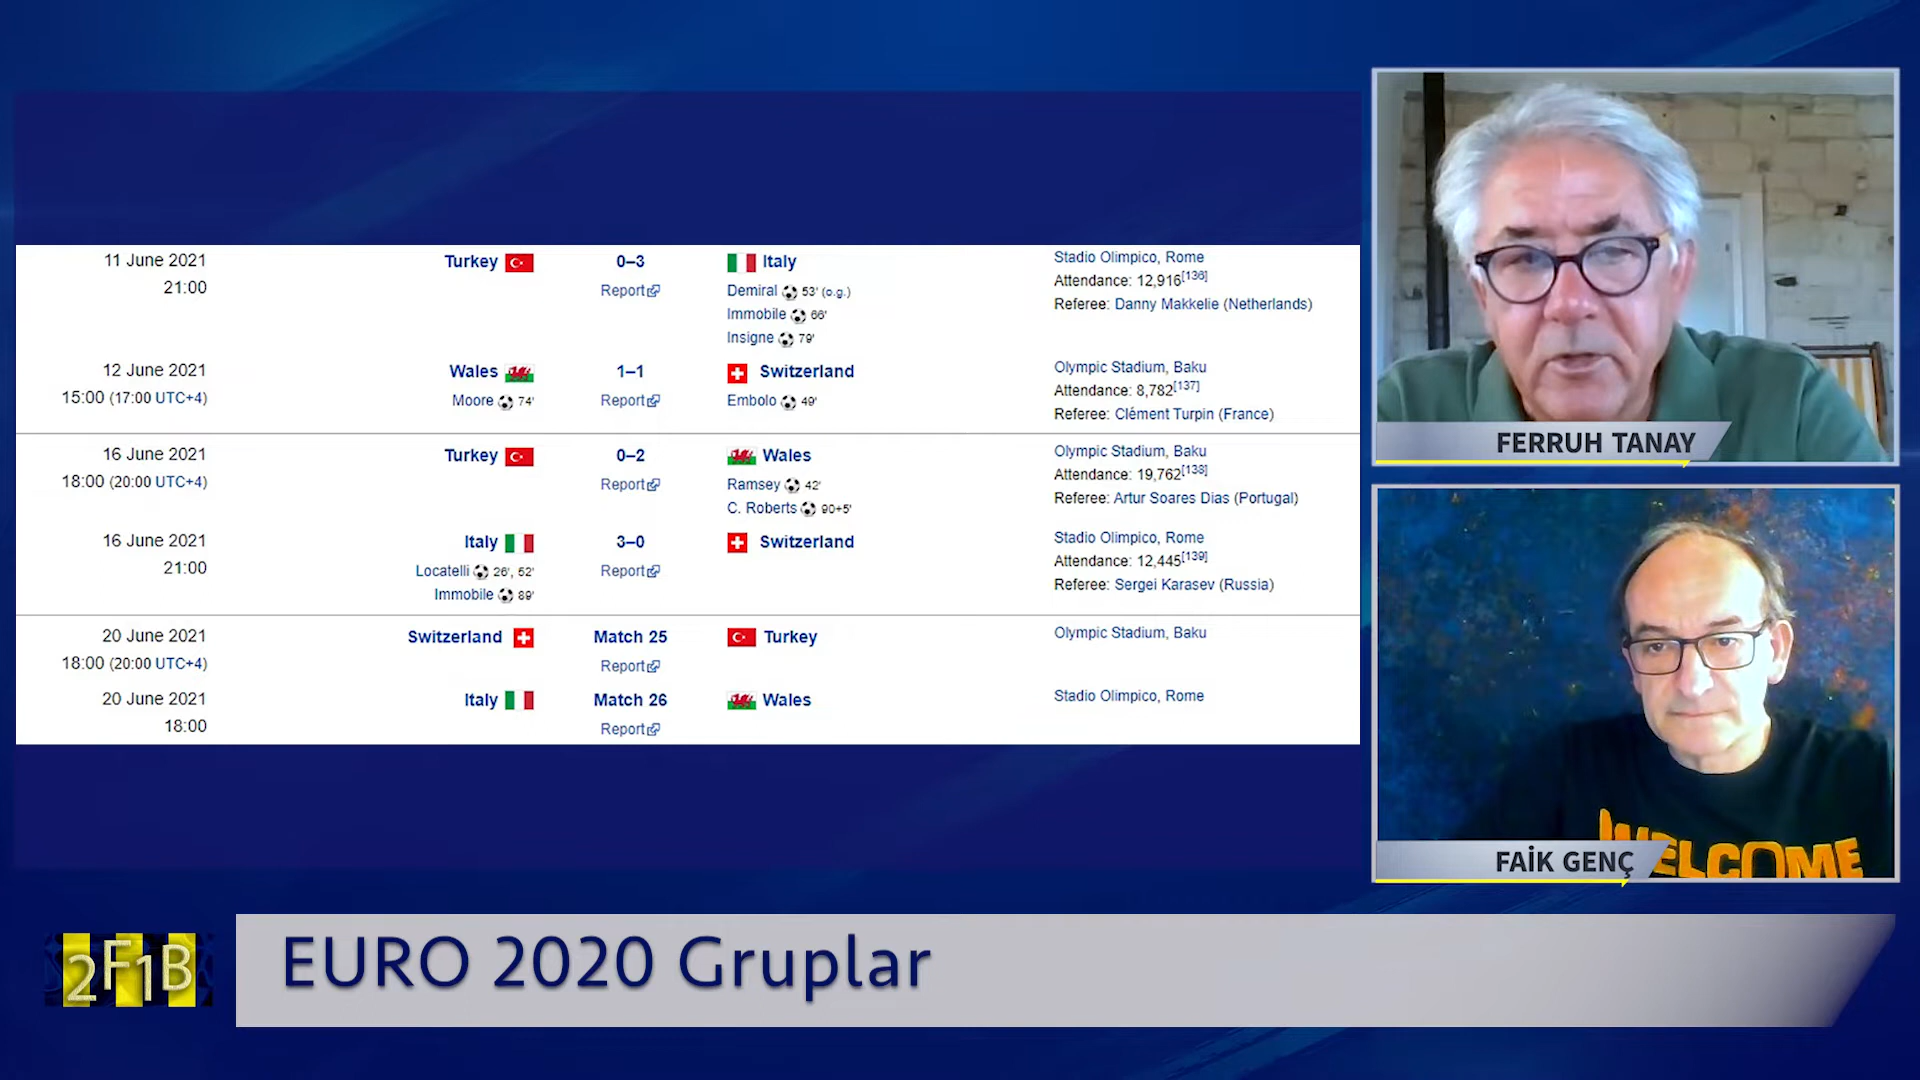 11 June 2021
21:00
Turkey
0–3
Report
Italy
Demiral 53' (o.g.)
Immobile 66'
Insigne 79'
Stadio Olimpico, Rome
Attendance: 12,916[136]
Referee: Danny Makkelie (Netherlands)
12 June 2021
15:00 (17:00 UTC+4)
Wales
Moore 74'
1–1
Report
Switzerland
Embolo 49'
Olympic Stadium, Baku
Attendance: 8,782[137]
Referee: Clément Turpin (France)
16 June 2021
18:00 (20:00 UTC+4)
Turkey
0–2
Report
Wales
Ramsey 42'
C. Roberts 90+5'
Olympic Stadium, Baku
Attendance: 19,762[138]
Referee: Artur Soares Dias (Portugal)
16 June 2021
21:00
Italy
Locatelli 26', 52'
Immobile 89'
3–0
Report
Switzerland
Stadio Olimpico, Rome
Attendance: 12,445[139]
Referee: Sergei Karasev (Russia)
20 June 2021
18:00 (20:00 UTC+4)
Switzerland
Match 25
Report
Turkey
Olympic Stadium, Baku
20 June 2021
18:00
Italy
Match 26
Report
Wales
Stadio Olimpico, Rome
FERRUH TANAY
WELCOME
FAİK GENÇ
2F1B
EURO 2020 Gruplar